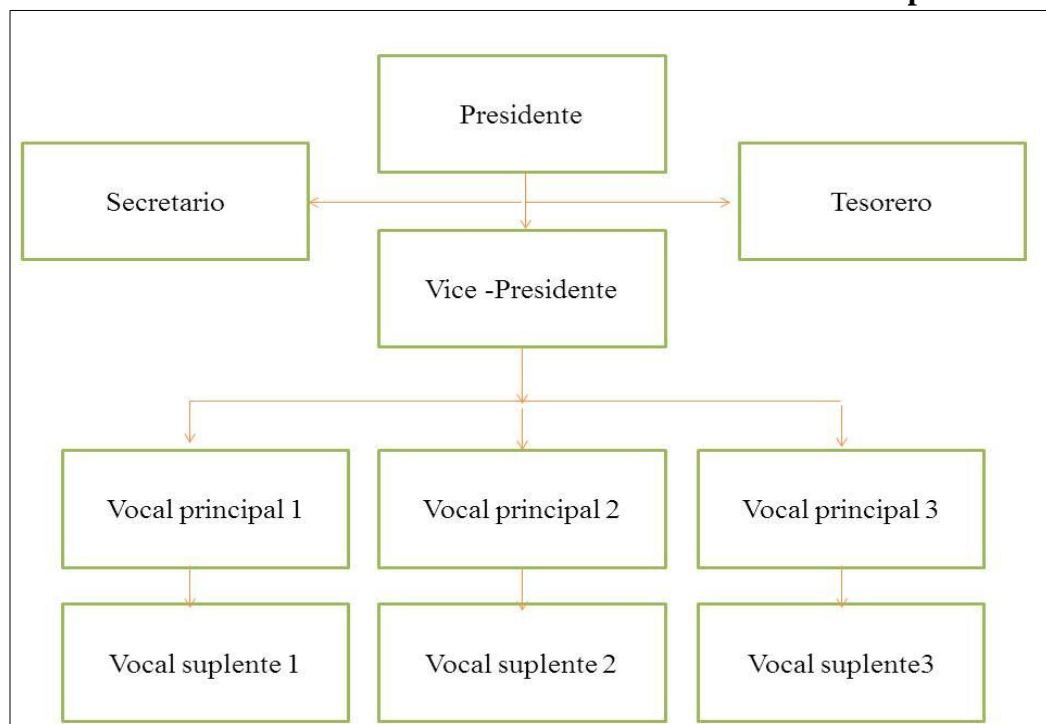 Presidente
Secretario
Tesorero
Vice -Presidente
Vocal principal 1
Vocal principal 2
Vocal principal 3
Vocal suplente 1
Vocal suplente 2
Vocal suplente3